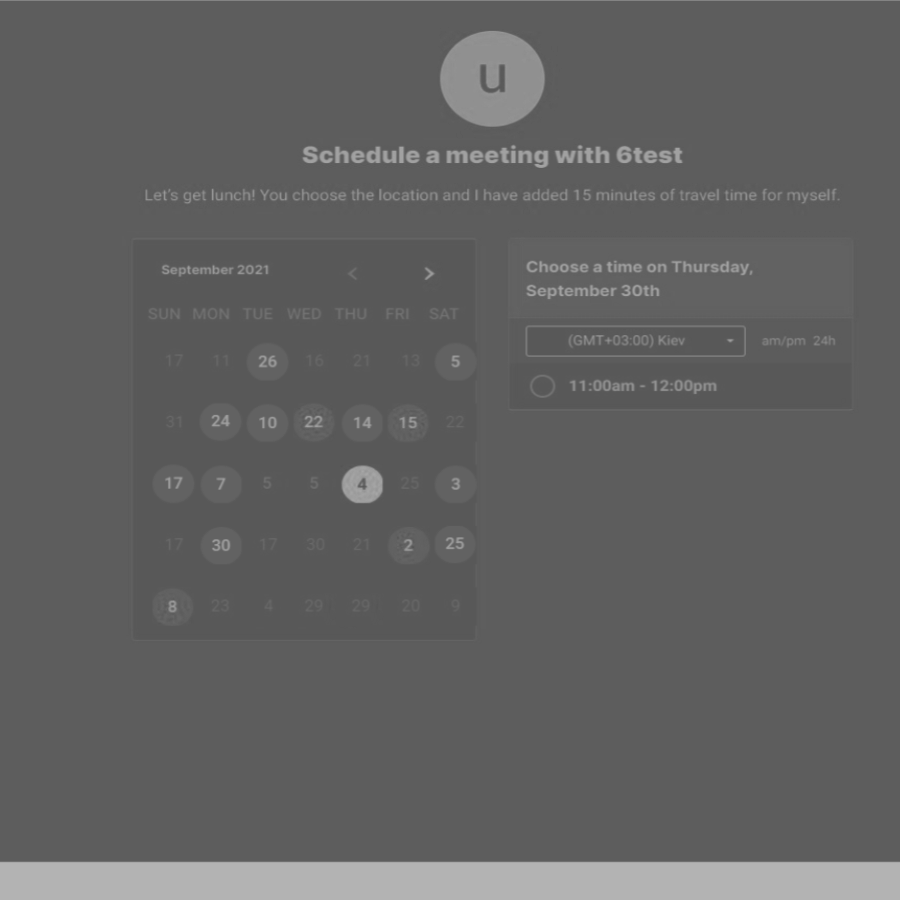 u
Schedule a meeting with 6test
Let's get lunch! You choose the location and I have added 15 minutes of travel time for myself.
September 2021
SUN MON TUE WED THU FRI SAT
17 11 26 16 21 13 5
31 24 10 22 14 15 22
17 7 5 5 4 25 3
17 30 17 30 21 2 25
8 23 4 29 29 20 9
Choose a time on Thursday,
September 30th
(GMT+03:00) Kiev am/pm 24h
11:00am - 12:00pm